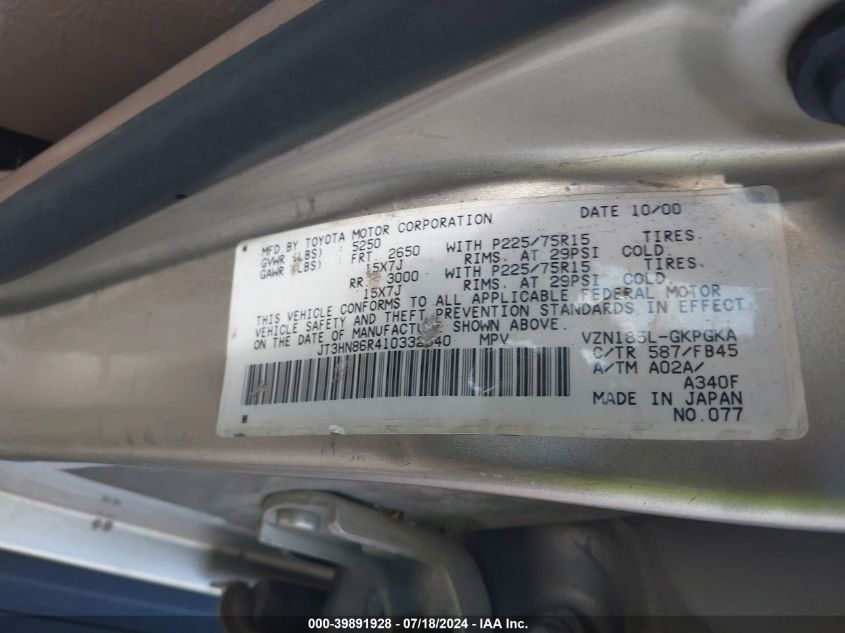 MFD BY TOYOTA MOTOR CORPORATION DATE 10/00
GVWR (LBS) : 5250
GAWR (LBS) : FRT 2650 WITH P225/75R15 TIRES.
15X7J RIMS. AT 29PSI COLD
RR 3000 WITH P225/75R15 TIRES.
15X7J RIMS. AT 29PSI COLD.
THIS VEHICLE CONFORMS TO ALL APPLICABLE FEDERAL MOTOR
VEHICLE SAFETY AND THEFT PREVENTION STANDARDS IN EFFECT
ON THE DATE OF MANUFACTURE SHOWN ABOVE.
MPV VZN185L-GKPGKA
C/TR 587/FB45
A/TM A02A/
A340F
MADE IN JAPAN
NO.077
000-39891928 / 07/18/2024 - IAA Inc.